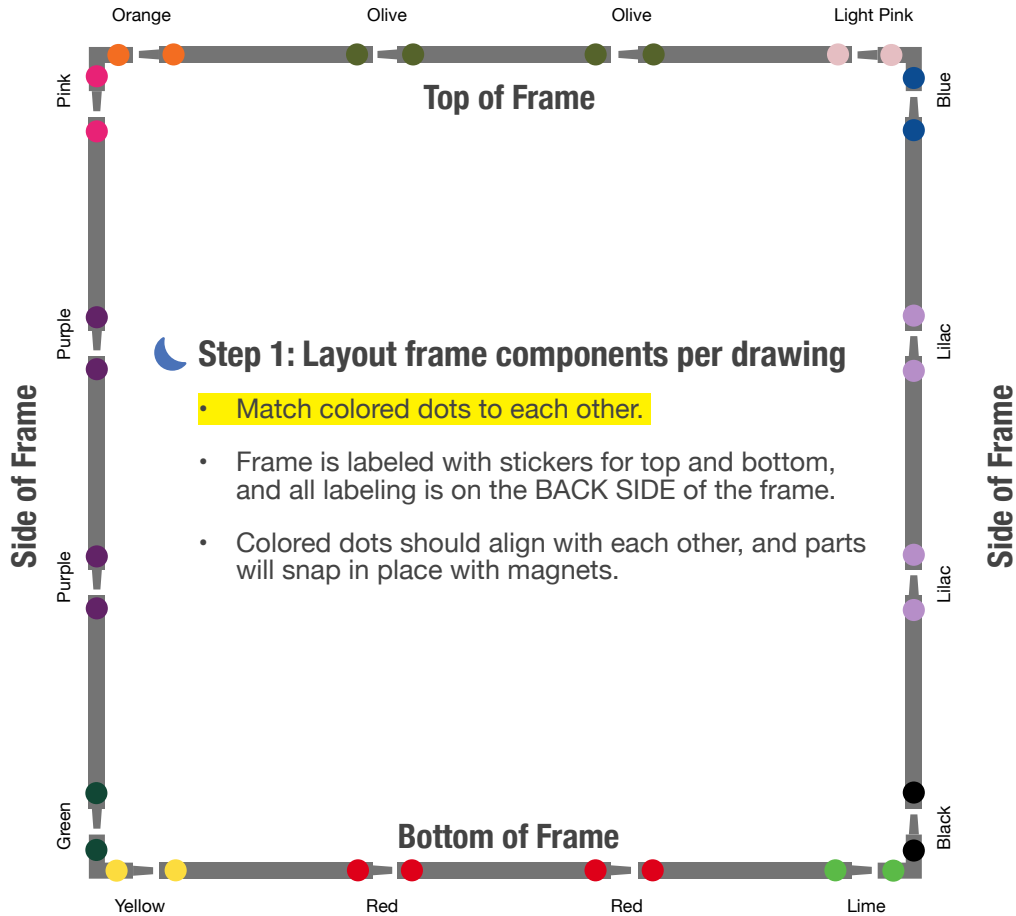 Orange
Olive
Olive
Light Pink
Pink
Blue
Top of Frame
Purple
Lilac
Step 1: Layout frame components per drawing
• Match colored dots to each other.
Side of Frame
Side of Frame
• Frame is labeled with stickers for top and bottom,
and all labeling is on the BACK SIDE of the frame.
• Colored dots should align with each other, and parts
will snap in place with magnets.
Purple
Lilac
Green
Black
Bottom of Frame
Yellow
Red
Red
Lime